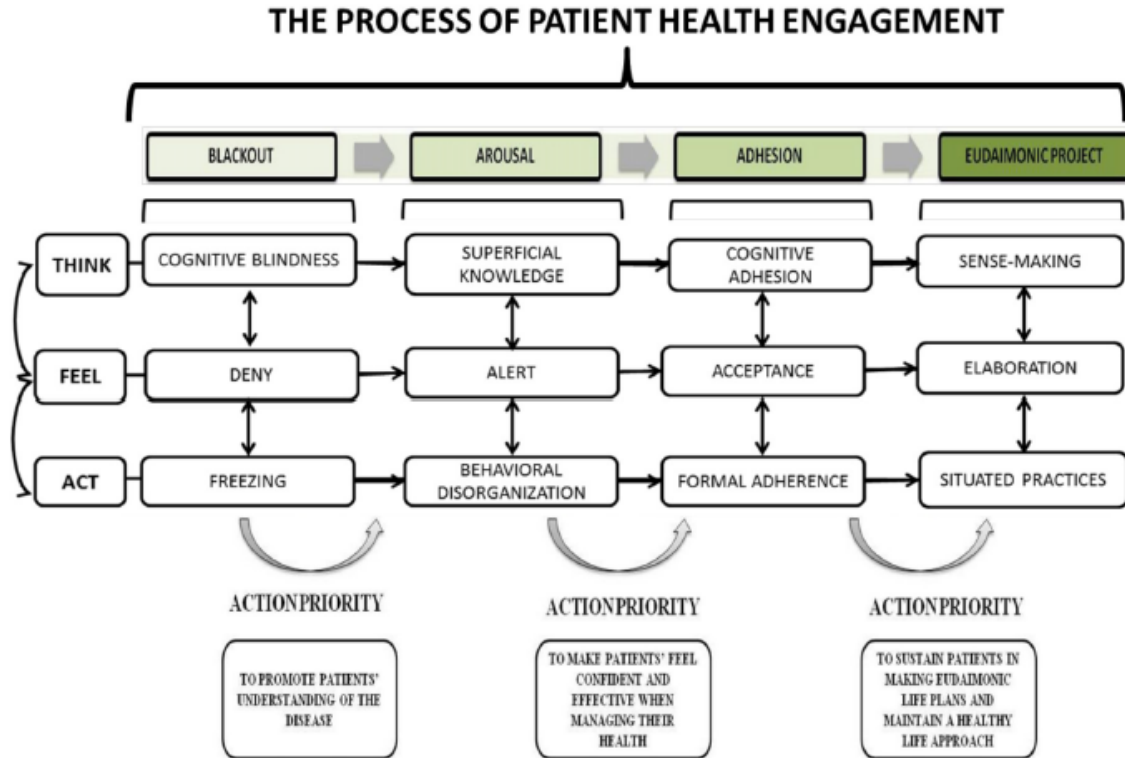 THE PROCESS OF PATIENT HEALTH ENGAGEMENT
BLACKOUT
AROUSAL
ADHESION
EUDAIMONIC PROJECT
THINK
COGNITIVE BLINDNESS
SUPERFICIAL
KNOWLEDGE
COGNITIVE
ADHESION
SENSE-MAKING
FEEL
DENY
ALERT
ACCEPTANCE
ELABORATION
ACT
FREEZING
BEHAVIORAL
DISORGANIZATION
FORMAL ADHERENCE
SITUATED PRACTICES
ACTIONPRIORITY
TO PROMOTE PATIENTS'
UNDERSTANDING OF THE
DISEASE
ACTIONPRIORITY
TO MAKE PATIENTS' FEEL
CONFIDENT AND
EFFECTIVE WHEN
MANAGING THEIR
HEALTH
ACTIONPRIORITY
TO SUSTAIN PATIENTS IN
MAKING EUDAIMONIC
LIFE PLANS AND
MAINTAIN A HEALTHY
LIFE APPROACH